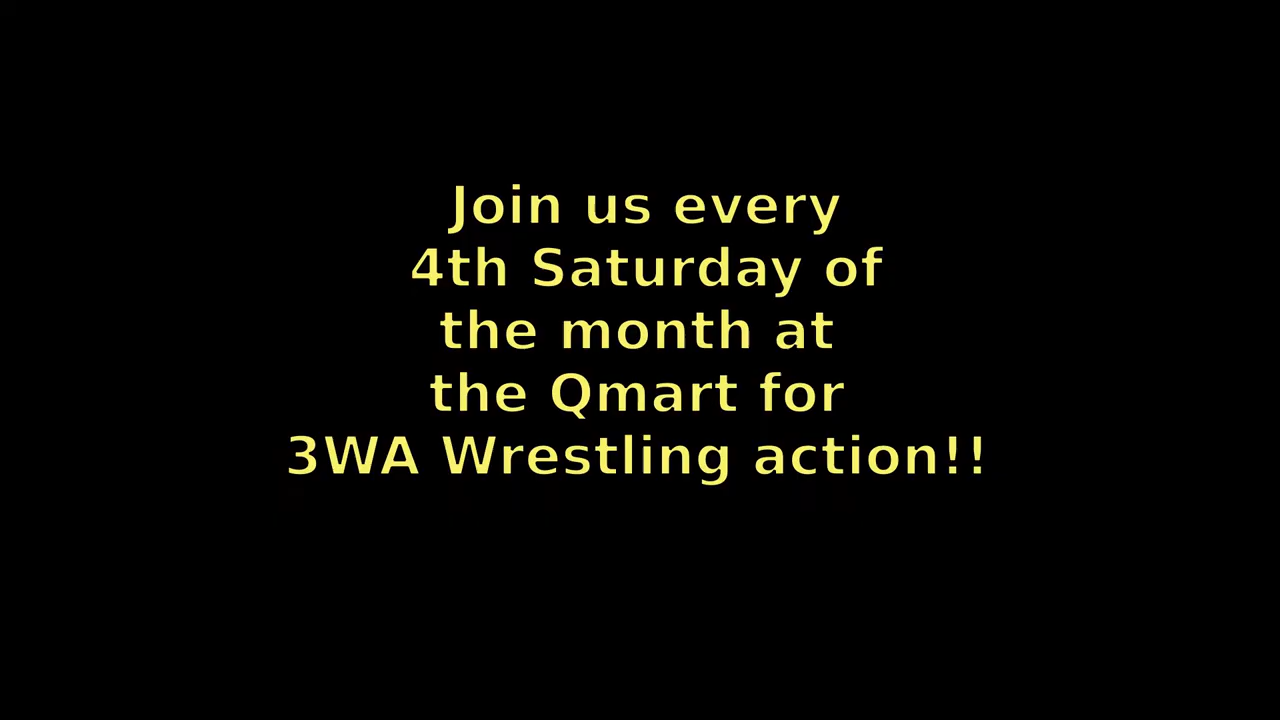 Join us every
4th Saturday of
the month at
the Qmart for
3WA Wrestling action!!